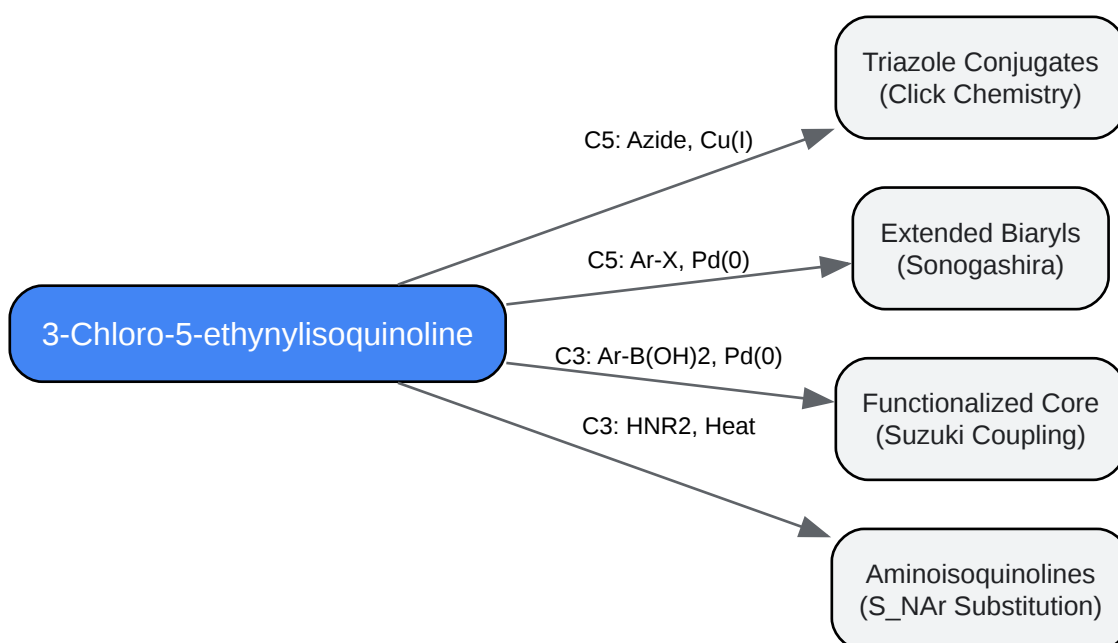 Triazole Conjugates
(Click Chemistry)
C5: Azide, Cu(I)
Extended Biaryls
(Sonogashira)
C5: Ar-X, Pd(0)
3-Chloro-5-ethynylisoquinoline
C3: Ar-B(OH)2, Pd(0)
Functionalized Core
(Suzuki Coupling)
C3: HNR2, Heat
Aminoisoquinolines
(S_NAr Substitution)